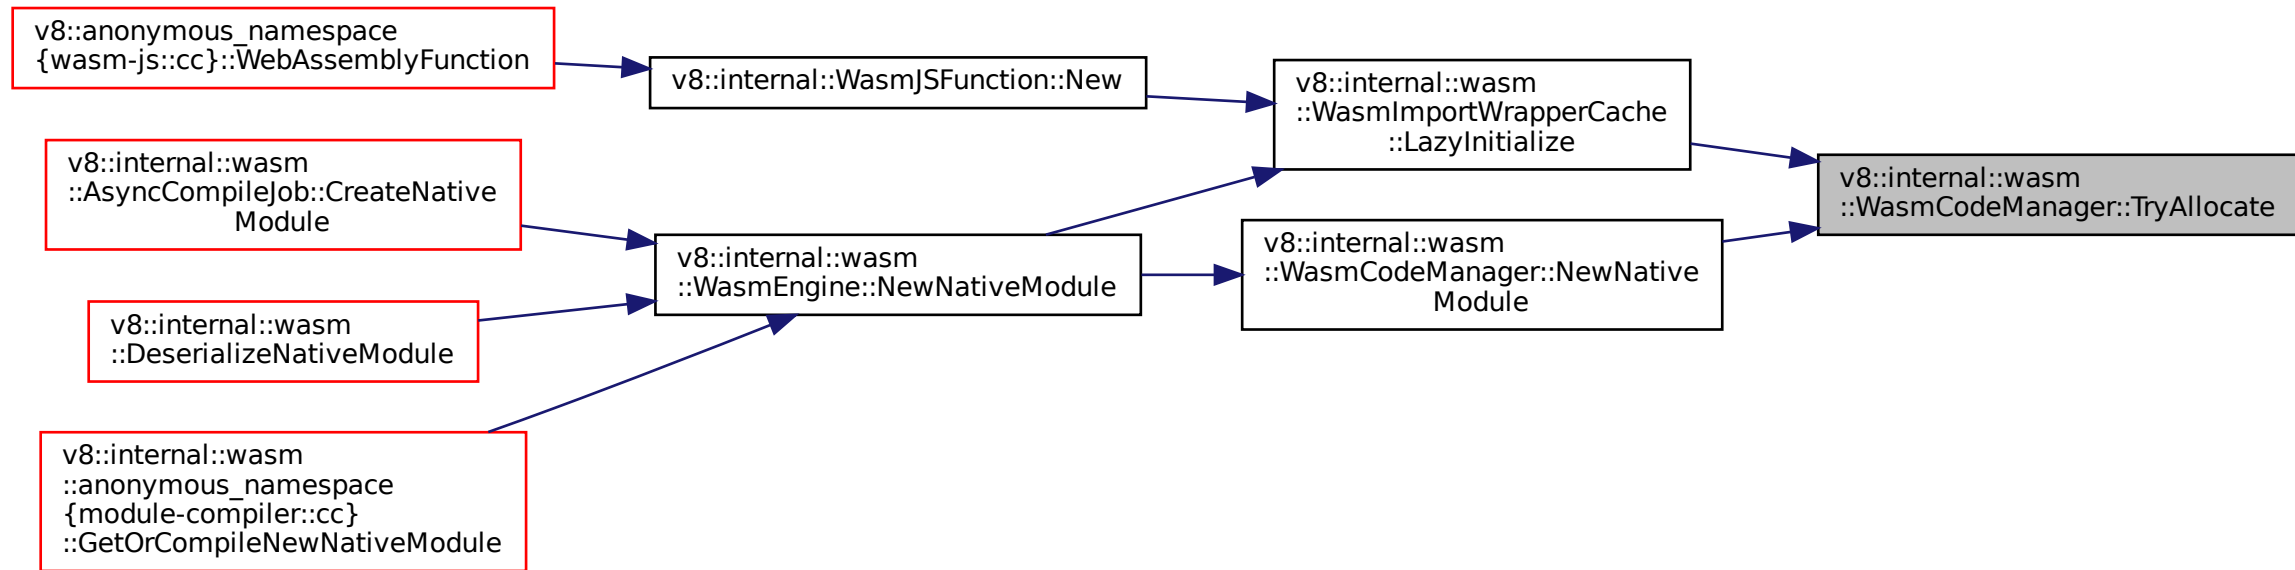 v8::anonymous_namespace
{wasm-js::cc}::WebAssemblyFunction
v8::internal::WasmJSFunction::New
v8::internal::wasm
::WasmImportWrapperCache
::LazyInitialize
v8::internal::wasm
::WasmCodeManager::TryAllocate
v8::internal::wasm
::AsyncCompileJob::CreateNative
Module
v8::internal::wasm
::WasmEngine::NewNativeModule
v8::internal::wasm
::WasmCodeManager::NewNative
Module
v8::internal::wasm
::DeserializeNativeModule
v8::internal::wasm
::anonymous_namespace
{module-compiler::cc}
::GetOrCompileNewNativeModule